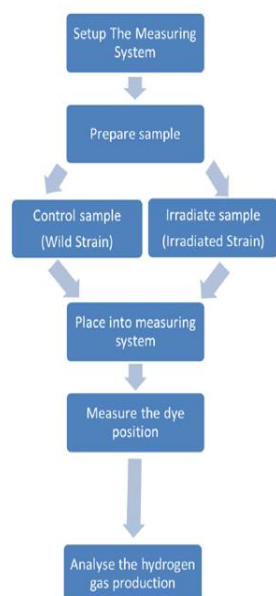 Setup The Measuring
System
Prepare sample
Control sample
(Wild Strain)
Irradiate sample
(Irradiated Strain)
Place into measuring
system
Measure the dye
position
Analyse the hydrogen
gas production